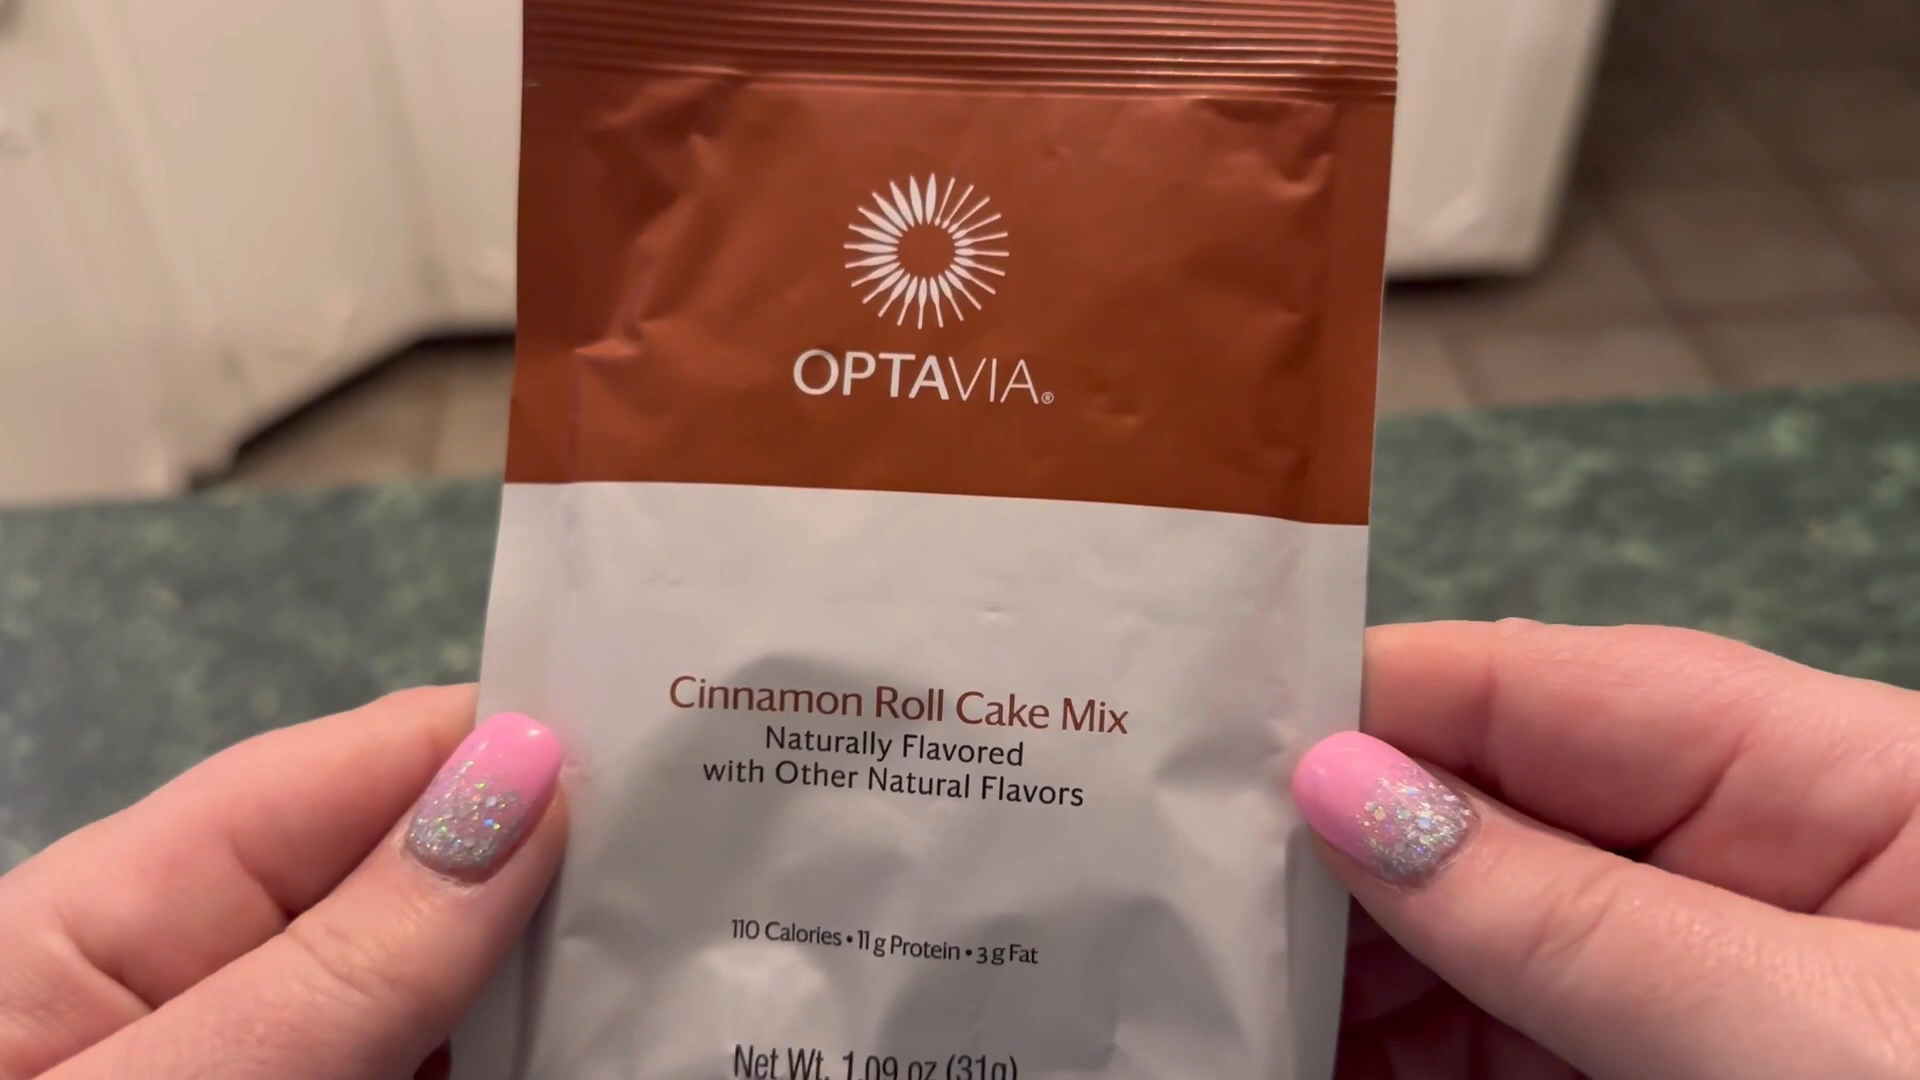 OPTAVIA®
Cinnamon Roll Cake Mix
Naturally Flavored
with Other Natural Flavors
110 Calories • 11 g Protein • 3 g Fat
Net Wt. 1.09 oz (31g)